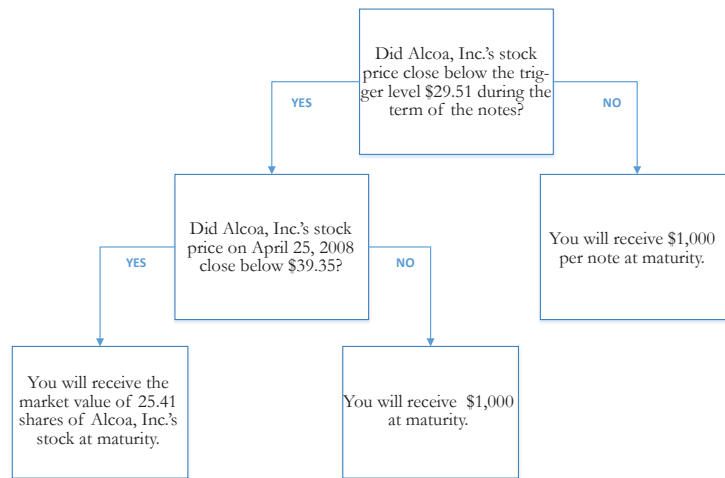 Did Alcoa, Inc.'s stock
price close below the trig-
ger level $29.51 during the
term of the notes?
YES
NO
Did Alcoa, Inc.'s stock
price on April 25, 2008
close below $39.35?
You will receive $1,000
per note at maturity.
YES
NO
You will receive the
market value of 25.41
shares of Alcoa, Inc.'s
stock at maturity.
You will receive $1,000
at maturity.